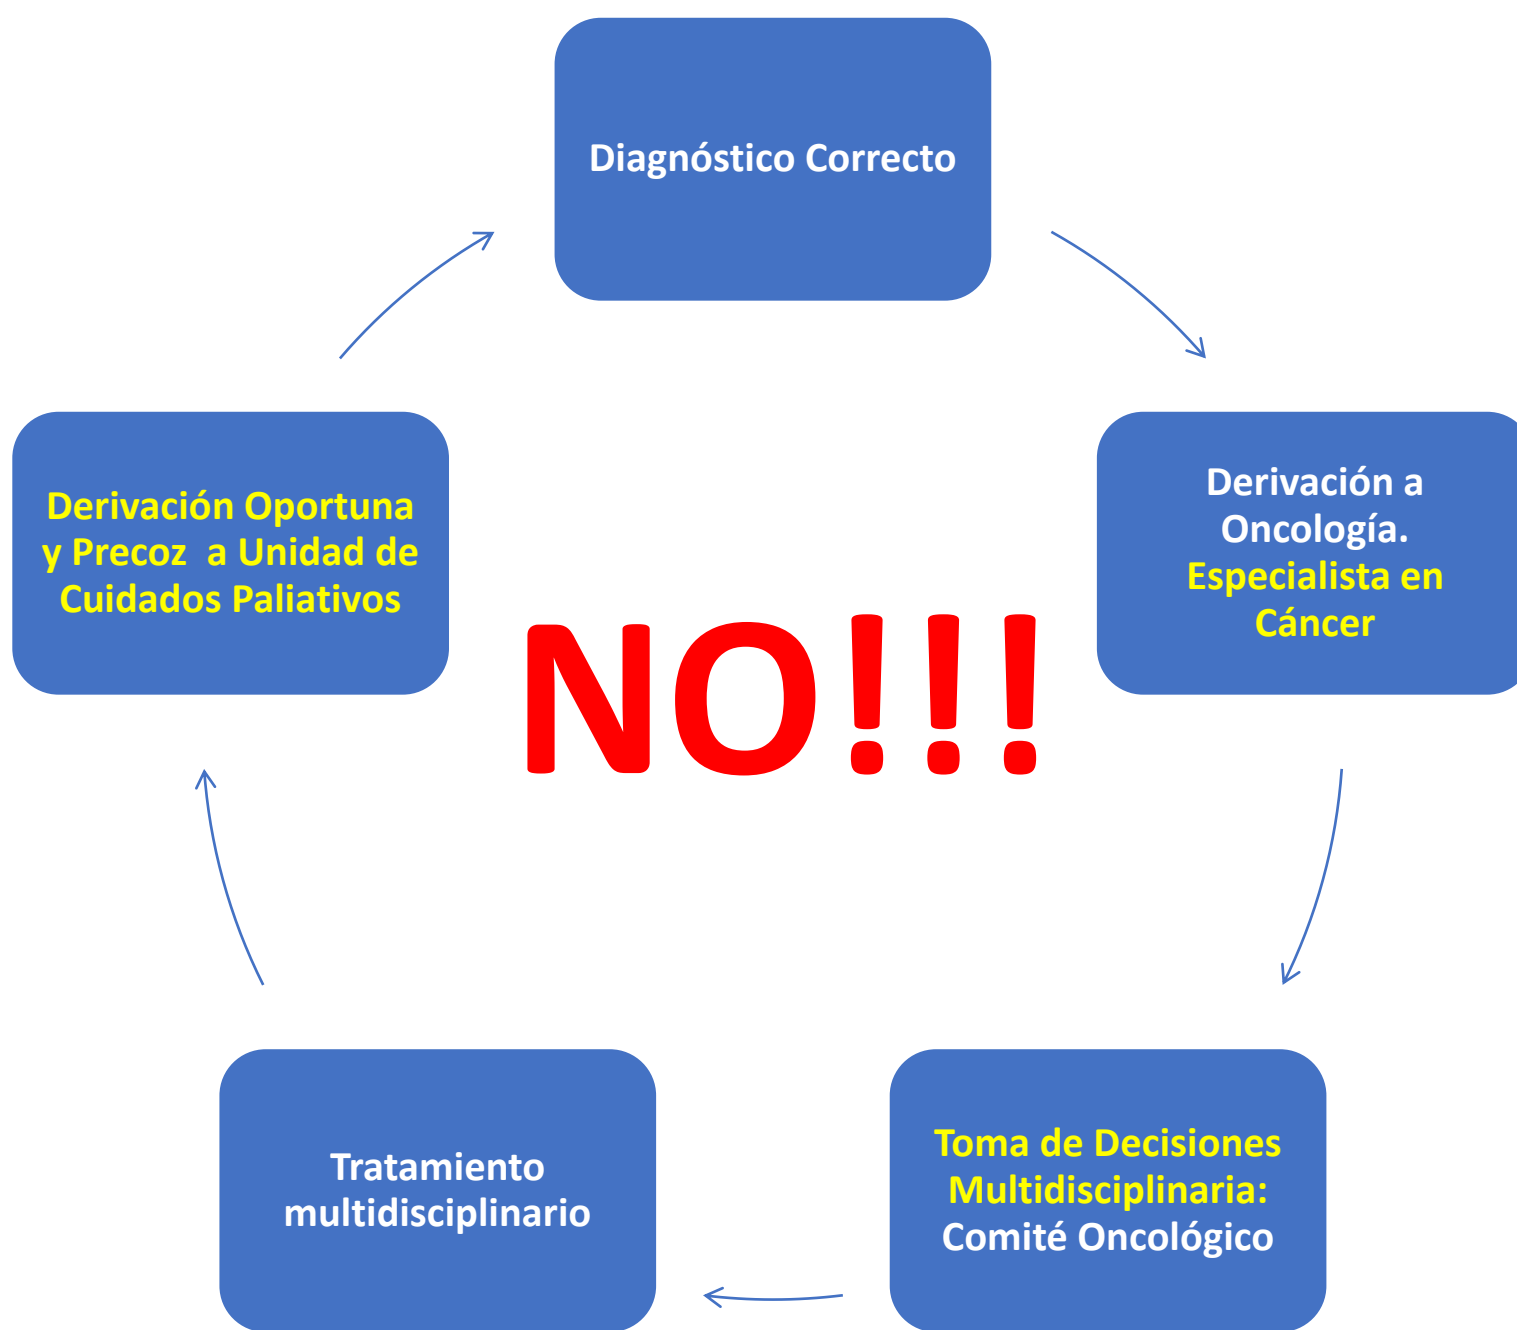 Diagnóstico Correcto
Derivación a
Oncología.
Especialista en
Cáncer
Toma de Decisiones
Multidisciplinaria:
Comité Oncológico
Tratamiento
multidisciplinario
Derivación Oportuna
y Precoz a Unidad de
Cuidados Paliativos
NO!!!